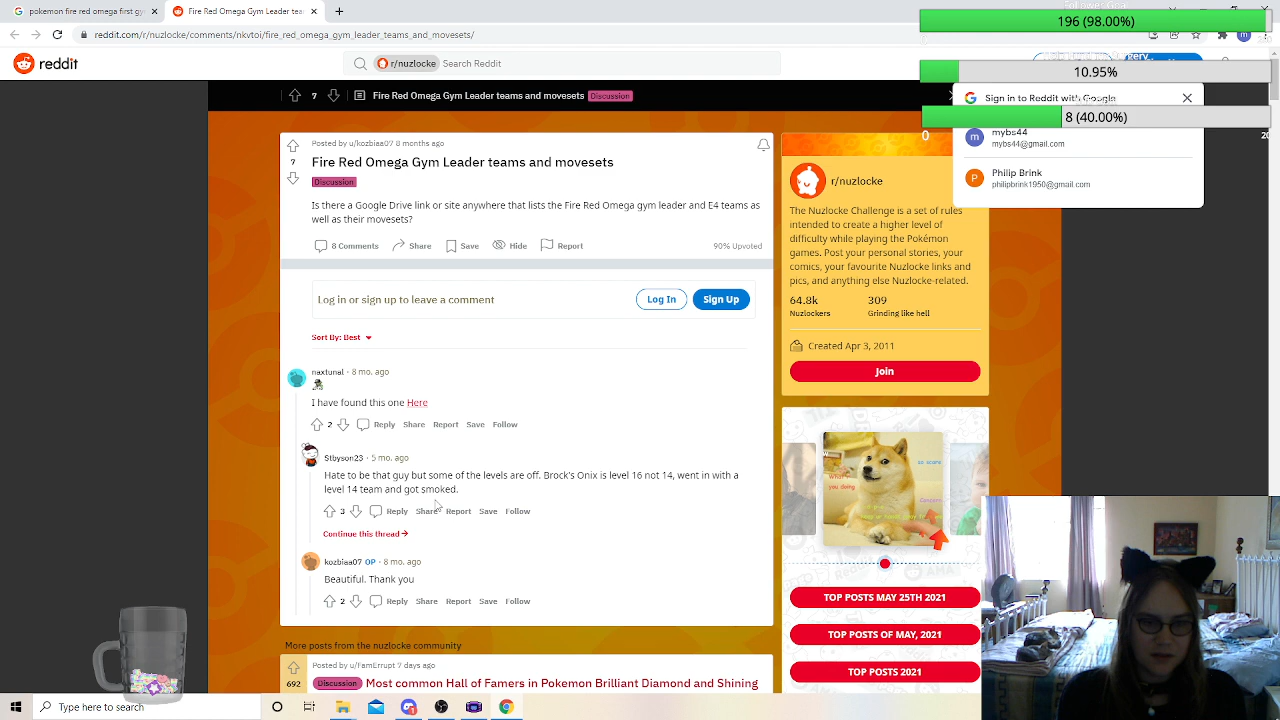 pokemon fire red omega first gy
Fire Red Omega Gym Leader tea
196 (98.00%)
reddit.com/r/nuzlocke/comments/nkvtoj/fire_red_omega_gym_leader_teams_and_movesets/
reddit
r/nuzlocke
Search Reddit
10.95%
7
Fire Red Omega Gym Leader teams and movesets
Discussion
Sign in to Reddit with Google
8 (40.00%)
0
20
mybs44
mybs44@gmail.com
Philip Brink
philipbrink1950@gmail.com
Posted by u/kozbiaa07 8 months ago
7
Fire Red Omega Gym Leader teams and movesets
Discussion
Is there a Google Drive link or site anywhere that lists the Fire Red Omega gym leader and E4 teams as
well as their movesets?
8 Comments Share Save Hide Report 90% Upvoted
Log in or sign up to leave a comment Log In Sign Up
Sort By: Best
naxtunal · 8 mo. ago
I have found this one Here
2 Reply Share Report Save Follow
Stbyson23 · 5 mo. ago
Hate to be that guy but some of the levels are off. Brock's Onix is level 16 not 14, went in with a
level 14 team and got smoked.
3 Reply Share Report Save Follow
Continue this thread
kozbiaa07 OP · 8 mo. ago
Beautiful. Thank you
2 Reply Share Report Save Follow
More posts from the nuzlocke community
Posted by u/FamErrupt 7 days ago
692
Discussion Most common Hall of Famers in Pokemon Brilliant Diamond and Shining
r/nuzlocke
The Nuzlocke Challenge is a set of rules
intended to create a higher level of
difficulty while playing the Pokémon
games. Post your personal stories, your
comics, your favourite Nuzlocke links and
pics, and anything else Nuzlocke-related.
64.8k 309
Nuzlockers Grinding like hell
Created Apr 3, 2011
Join
TOP POSTS MAY 25TH 2021
TOP POSTS OF MAY, 2021
TOP POSTS 2021
Type here to search